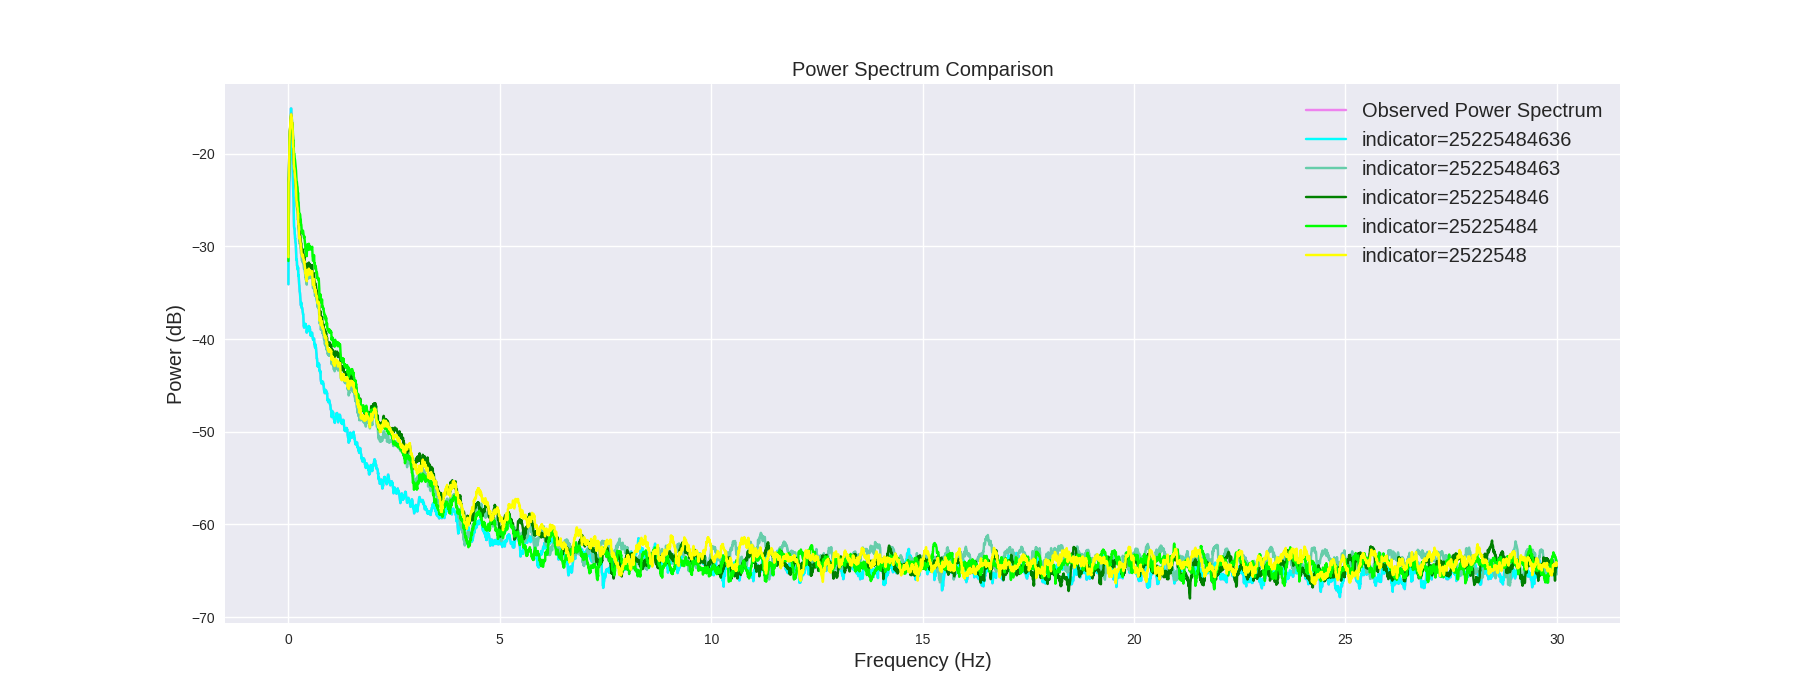 Power Spectrum Comparison
Observed Power Spectrum
indicator=25225484636
indicator=2522548463
indicator=252254846
indicator=25225484
indicator=2522548
Power (dB)
−20
−30
−40
−50
−60
−70
0 5 10 15 20 25 30
Frequency (Hz)